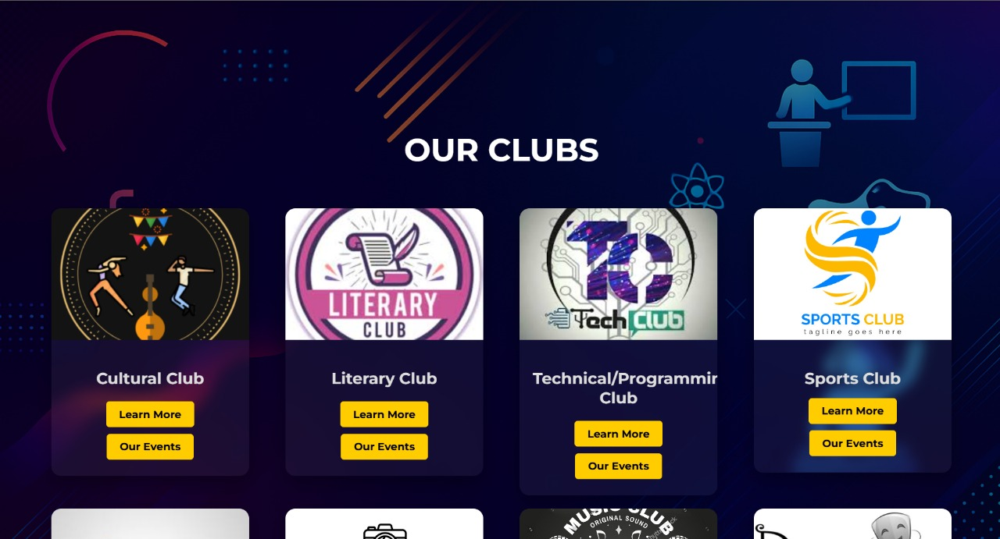 OUR CLUBS
LITERARY
CLUB
TC
Tech Club
SPORTS CLUB
tagline goes here
Cultural Club
Literary Club
Technical/Programmin
Club
Sports Club
Learn More
Learn More
Learn More
Learn More
Our Events
Our Events
Our Events
Our Events
MUSIC CLUB
ORIGINAL SOUND